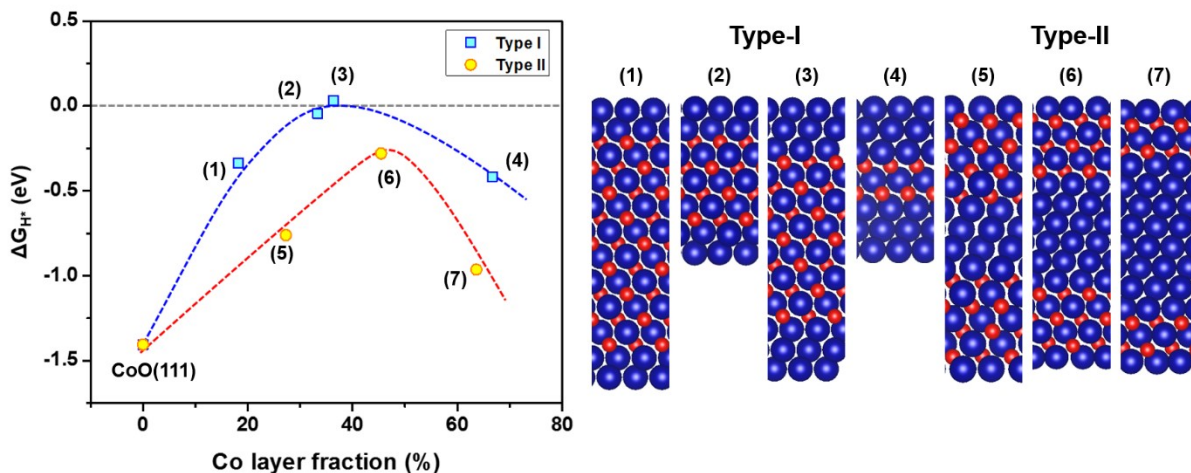 0.5
0.0
-0.5
-1.0
-1.5
ΔG_H* (eV)
Type I
Type II
(1)
(2)
(3)
(4)
(5)
(6)
(7)
CoO(111)
0 20 40 60 80
Co layer fraction (%)
Type-I Type-II
(1) (2) (3) (4) (5) (6) (7)